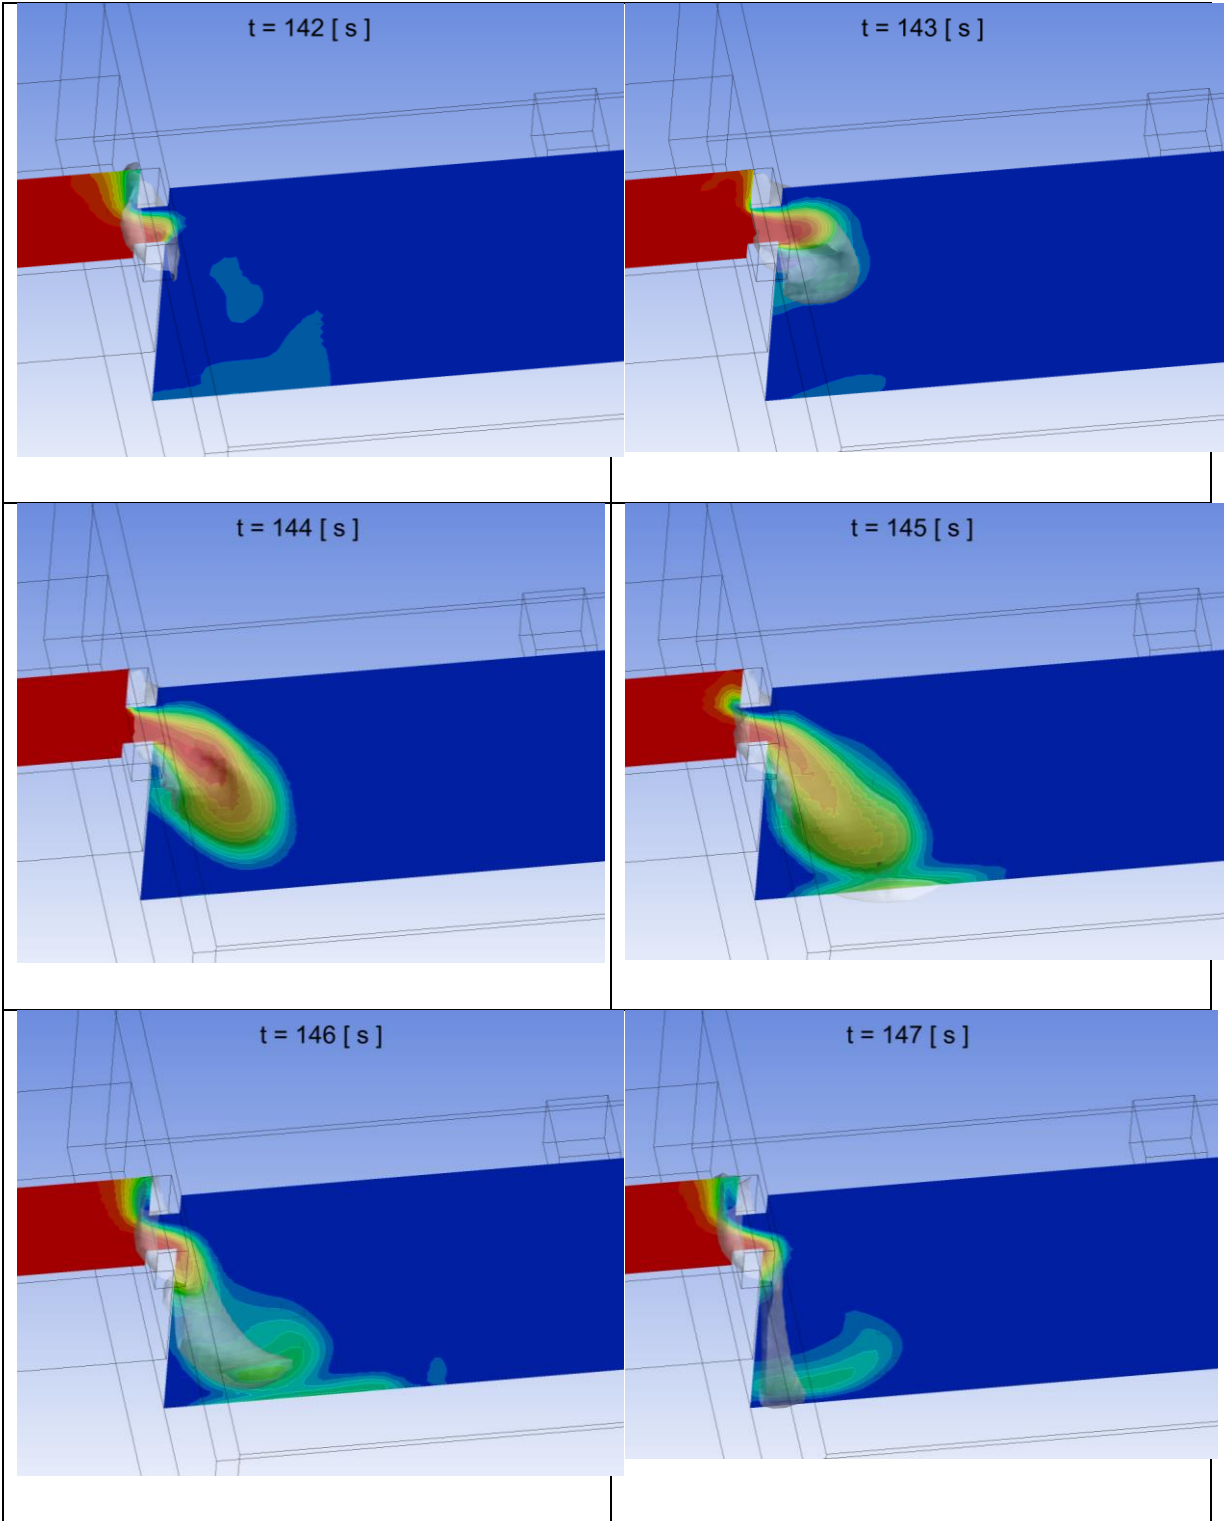 t = 142 [ s ]
t = 143 [ s ]
t = 144 [ s ]
t = 145 [ s ]
t = 146 [ s ]
t = 147 [ s ]